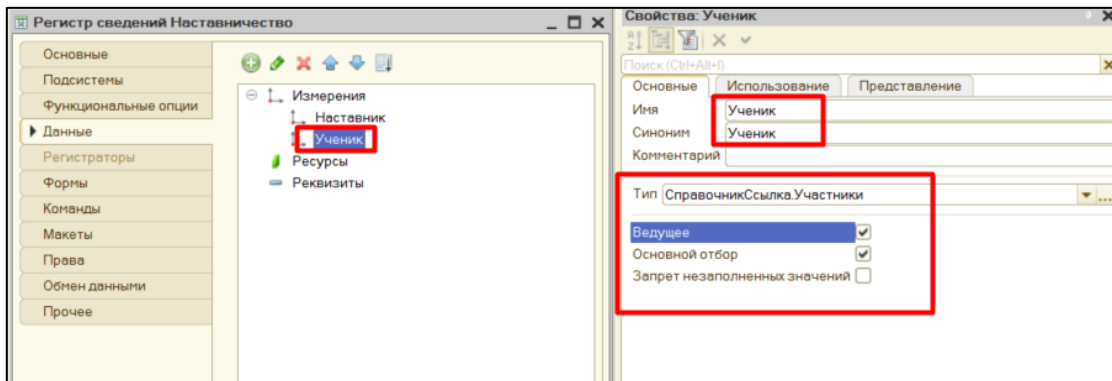 Регистр сведений Наставничество
Основные
Подсистемы
Функциональные опции
Данные
Регистраторы
Формы
Команды
Макеты
Права
Обмен данными
Прочее
Измерения
Наставник
Ученик
Ресурсы
Реквизиты
Свойства: Ученик
Поиск (Ctrl+Alt+I)
Основные Использование Представление
Имя Ученик
Синоним Ученик
Комментарий
Тип СправочникСсылка.Участники
Ведущее
Основной отбор
Запрет незаполненных значений